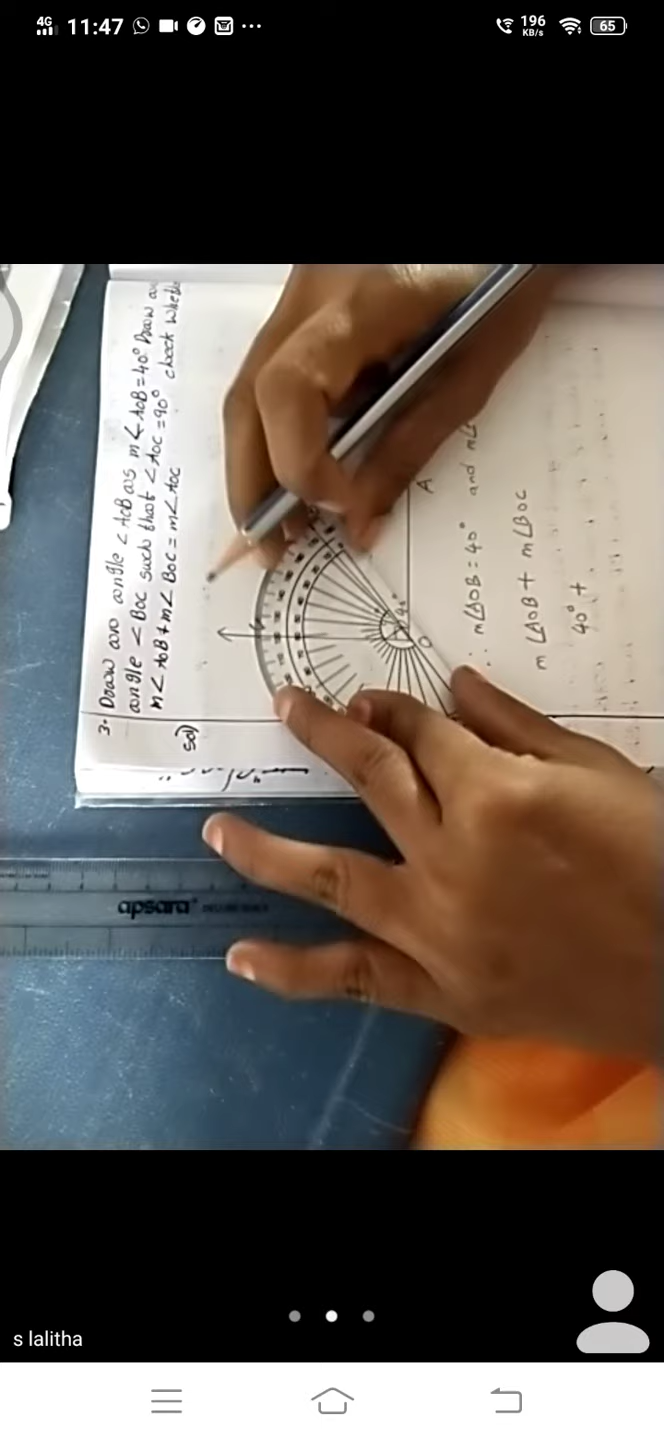 4G 11:47 196 KB/s 65
3. Draw an angle < AOB as m < AOB = 40° Draw an
angle < BOC such that < AOC = 90° check whethe
m < AOB + m < BOC = m < AOC
Sol)
A
O
∴ m∠AOB = 40° and m∠
m ∠AOB + m∠BOC
40° +
apsara
s lalitha